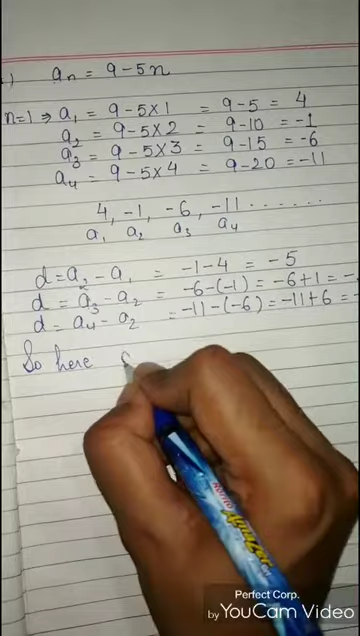 .) aₙ = 9 - 5n
n=1 ⇒ a₁ = 9 - 5×1 = 9-5 = 4
a₂ = 9 - 5×2 = 9-10 = -1
a₃ = 9 - 5×3 = 9-15 = -6
a₄ = 9 - 5×4 = 9-20 = -11
4, -1, -6, -11 ......
a₁ a₂ a₃ a₄
d = a₂ - a₁ = -1-4 = -5
d = a₃ - a₂ = -6-(-1) = -6+1 = -
d = a₄ - a₂ = -11-(-6) = -11+6 =
So here
Perfect Corp.
by YouCam Video